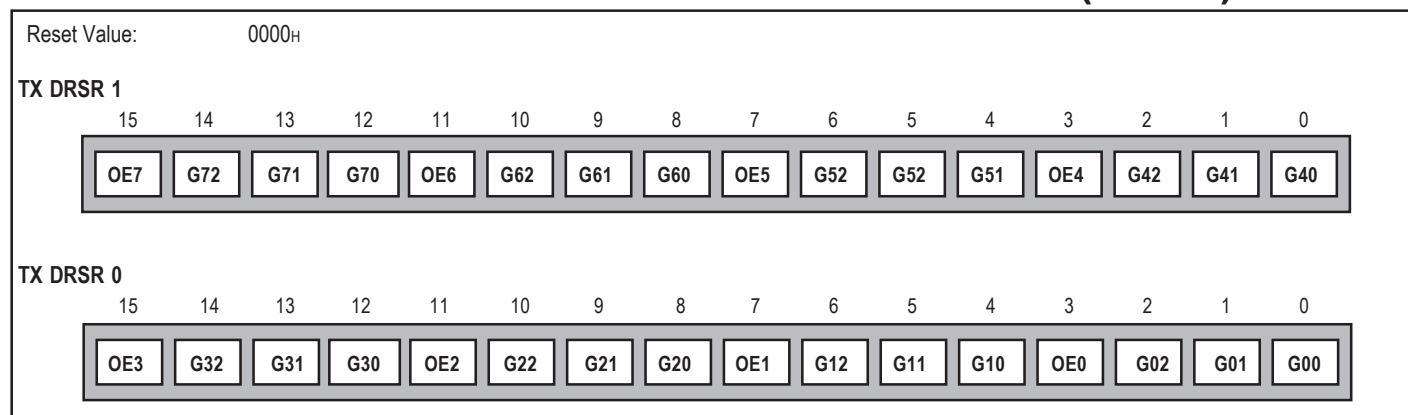 Reset Value: 0000H
TX DRSR 1
15 14 13 12 11 10 9 8 7 6 5 4 3 2 1 0
OE7 G72 G71 G70 OE6 G62 G61 G60 OE5 G52 G52 G51 OE4 G42 G41 G40
TX DRSR 0
15 14 13 12 11 10 9 8 7 6 5 4 3 2 1 0
OE3 G32 G31 G30 OE2 G22 G21 G20 OE1 G12 G11 G10 OE0 G02 G01 G00